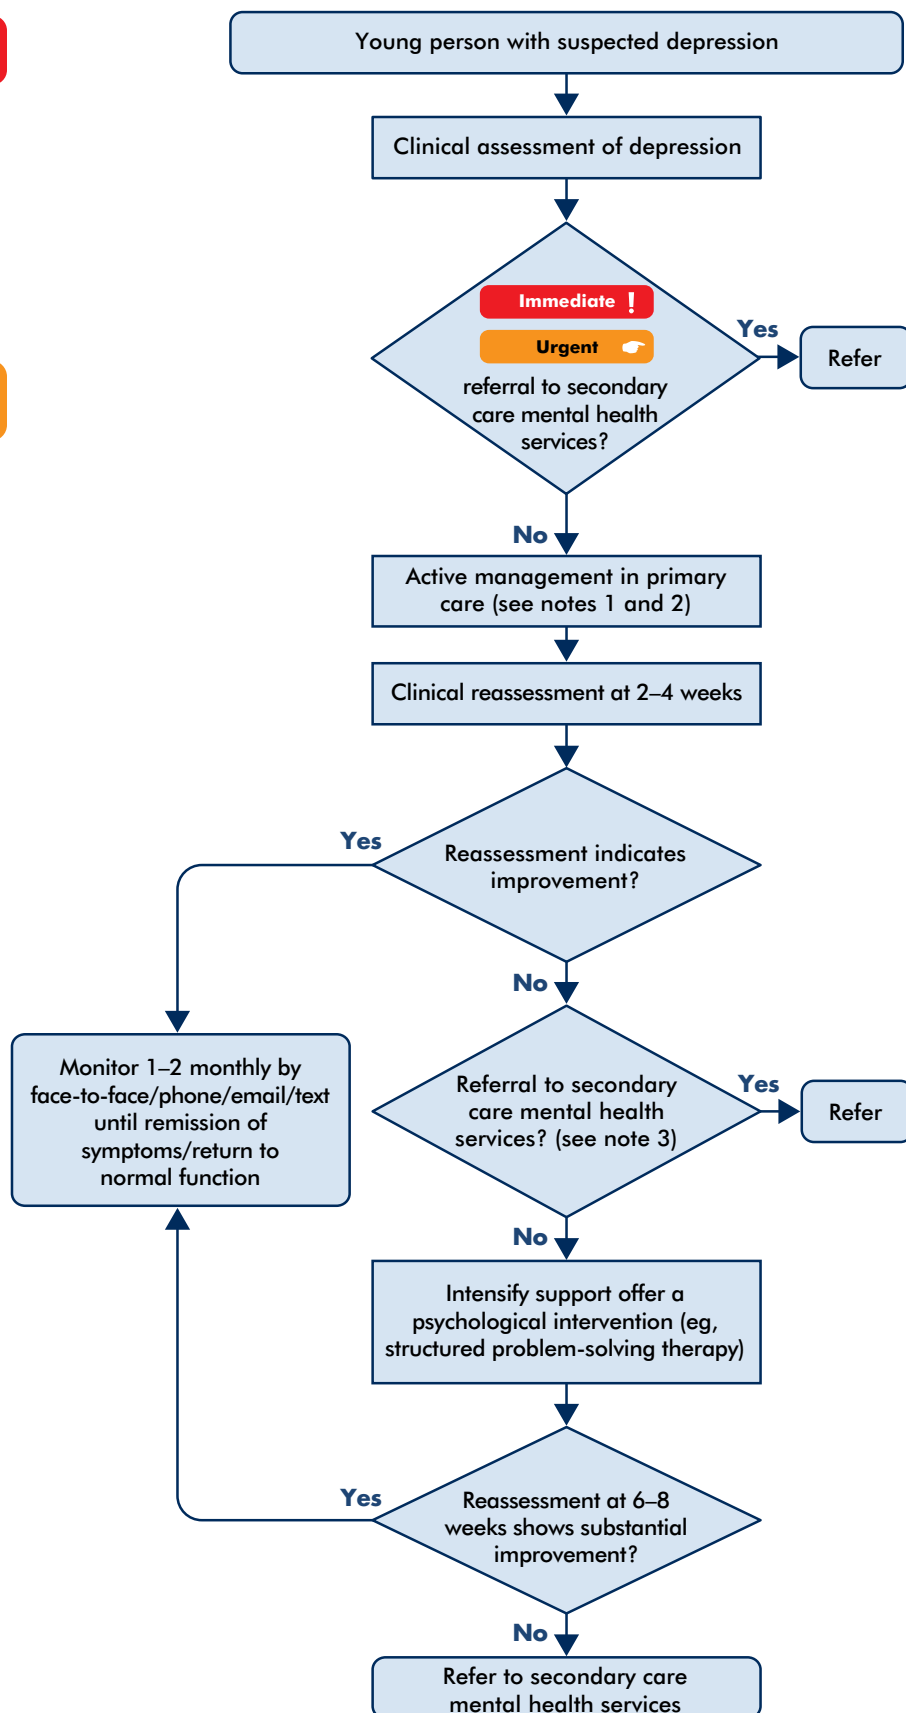 Young person with suspected depression
Clinical assessment of depression
Immediate !
Urgent
referral to secondary
care mental health
services?
Yes
Refer
No
Active management in primary
care (see notes 1 and 2)
Clinical reassessment at 2–4 weeks
Yes
Reassessment indicates
improvement?
No
Monitor 1–2 monthly by
face-to-face/phone/email/text
until remission of
symptoms/return to
normal function
Referral to secondary
care mental health
services? (see note 3)
Yes
Refer
No
Intensify support offer a
psychological intervention (eg,
structured problem-solving therapy)
Yes
Reassessment at 6–8
weeks shows substantial
improvement?
No
Refer to secondary care
mental health services